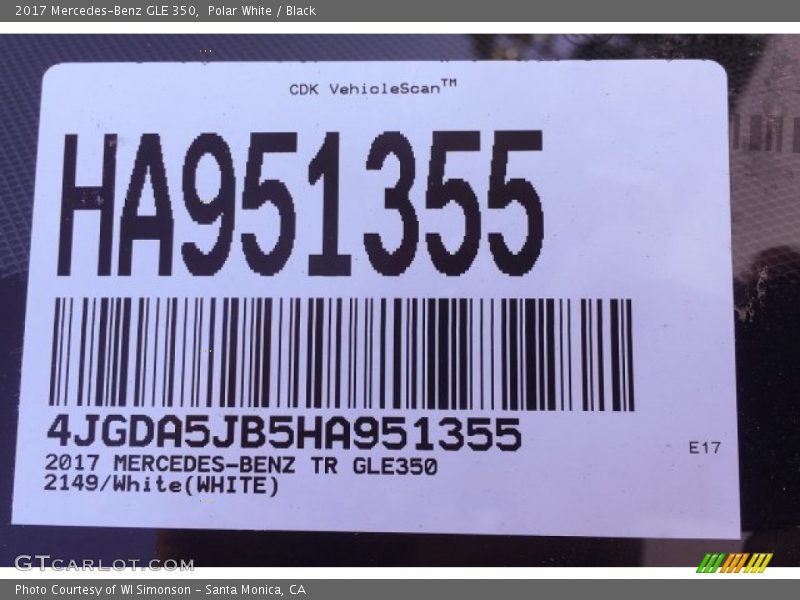 2017 Mercedes-Benz GLE 350,  Polar White / Black
CDK VehicleScan™
HA951355
4JGDA5JB5HA951355
2017 MERCEDES-BENZ TR GLE350
2149/White(WHITE)
E17
GTCARLOT.COM
Photo Courtesy of WI Simonson - Santa Monica, CA